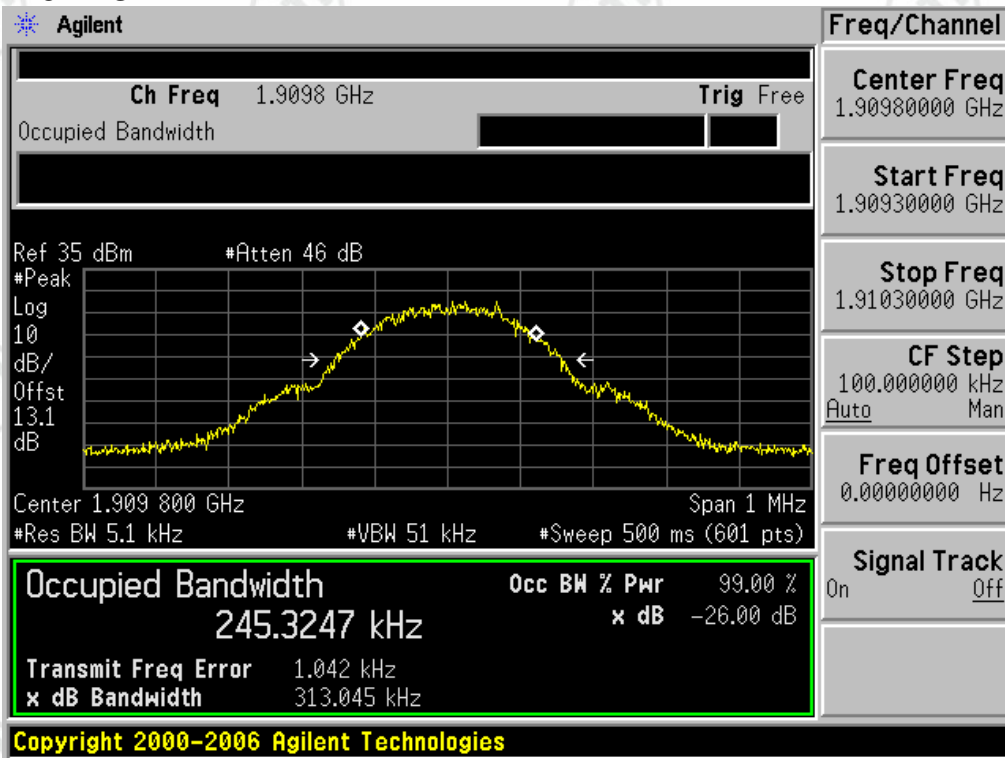 Agilent
Freq/Channel
Ch Freq 1.9098 GHz Trig Free
Occupied Bandwidth
Center Freq
1.90980000 GHz
Start Freq
1.90930000 GHz
Stop Freq
1.91030000 GHz
CF Step
100.000000 kHz
Auto Man
Freq Offset
0.00000000 Hz
Signal Track
On Off
Ref 35 dBm #Atten 46 dB
#Peak
Log
10
dB/
Offst
13.1
dB
Center 1.909 800 GHz Span 1 MHz
#Res BW 5.1 kHz #VBW 51 kHz #Sweep 500 ms (601 pts)
Occupied Bandwidth Occ BW % Pwr 99.00 %
245.3247 kHz x dB -26.00 dB
Transmit Freq Error 1.042 kHz
x dB Bandwidth 313.045 kHz
Copyright 2000-2006 Agilent Technologies